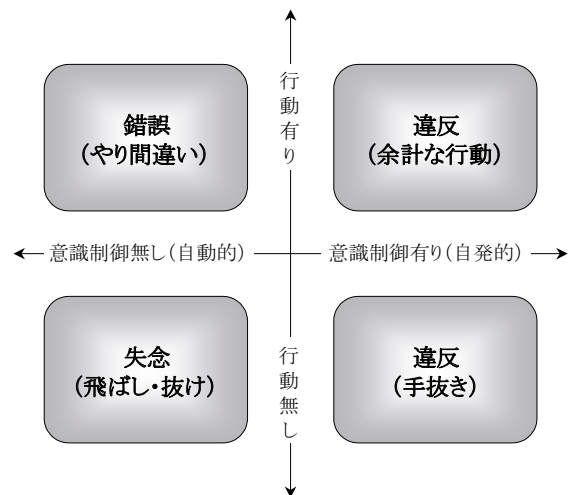 行動有り
錯誤
(やり間違い)
違反
(余計な行動)
意識制御無し(自動的)
意識制御有り(自発的)
失念
(飛ばし・抜け)
行動無し
違反
(手抜き)